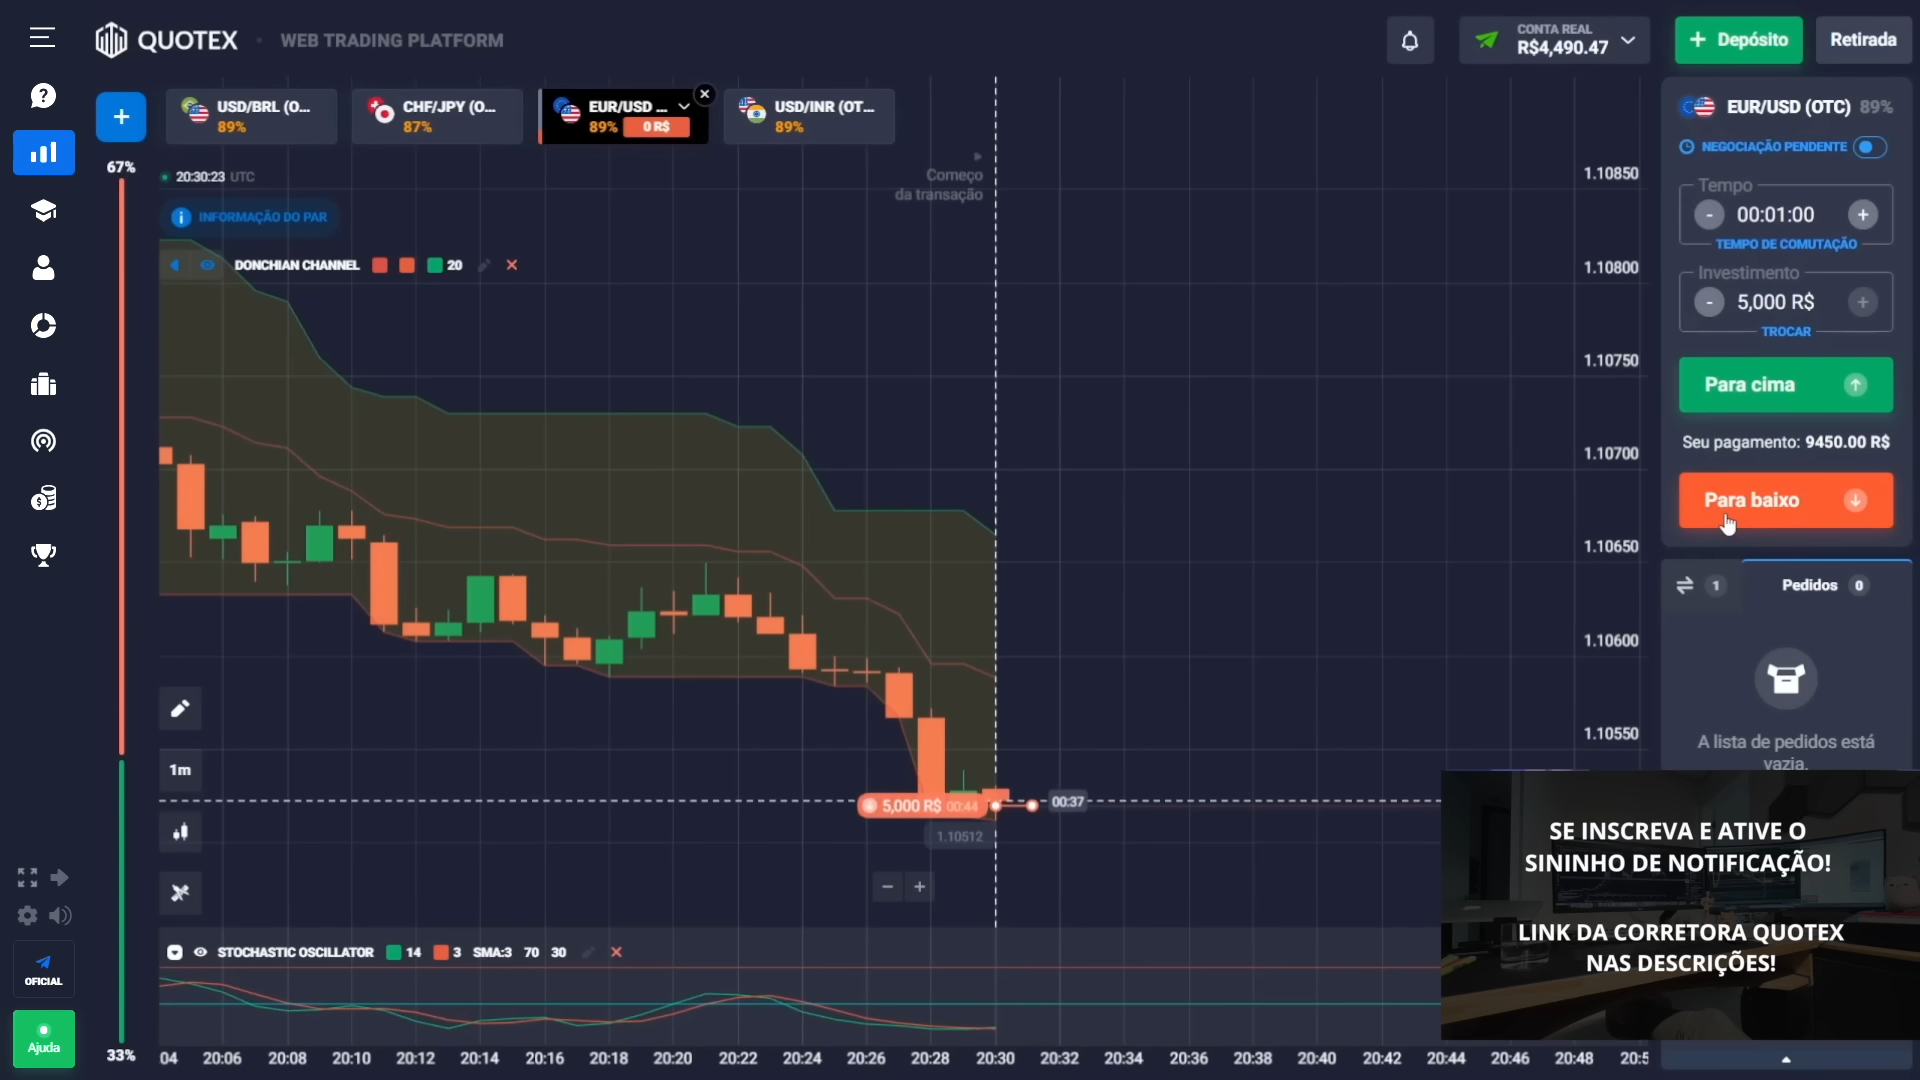 QUOTEX
WEB TRADING PLATFORM
CONTA REAL
R$4,490.47
+ Depósito
Retirada
USD/BRL (O...
89%
CHF/JPY (O...
87%
EUR/USD ...
89%
0 R$
USD/INR (OT...
89%
67%
20:30:23 UTC
INFORMAÇÃO DO PAR
DONCHIAN CHANNEL
20
Começo
da transação
1.10850
1.10800
1.10750
1.10700
1.10650
1.10600
1.10550
EUR/USD (OTC) 89%
NEGOCIAÇÃO PENDENTE
Tempo
- 00:01:00 +
TEMPO DE COMUTAÇÃO
Investimento
- 5,000 R$ +
TROCAR
Para cima
Seu pagamento: 9450.00 R$
Para baixo
1
Pedidos 0
A lista de pedidos está
vazia.
1m
5,000 R$ 00:44
00:37
1.10512
− +
STOCHASTIC OSCILLATOR 14 3 SMA:3 70 30
SE INSCREVA E ATIVE O
SININHO DE NOTIFICAÇÃO!
LINK DA CORRETORA QUOTEX
NAS DESCRIÇÕES!
OFICIAL
Ajuda
33%
04 20:06 20:08 20:10 20:12 20:14 20:16 20:18 20:20 20:22 20:24 20:26 20:28 20:30 20:32 20:34 20:36 20:38 20:40 20:42 20:44 20:46 20:48 20:5